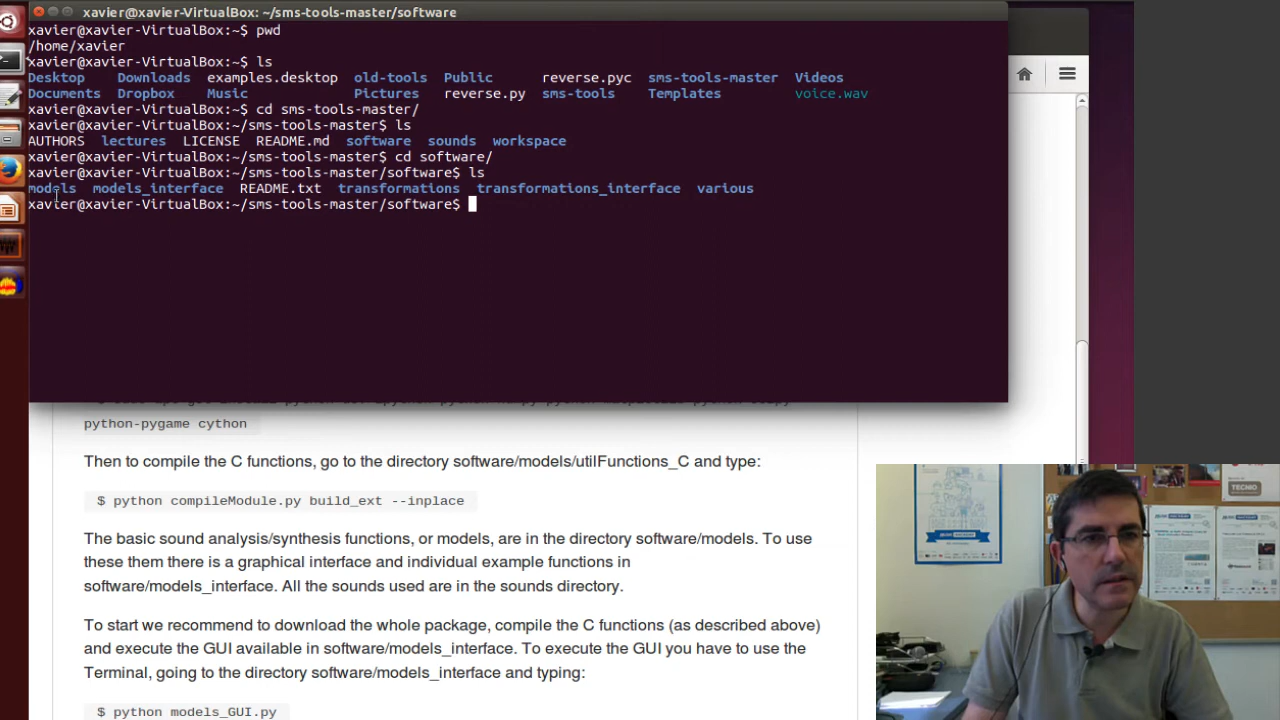 xavier@xavier-VirtualBox: ~/sms-tools-master/software
xavier@xavier-VirtualBox:~$ pwd
/home/xavier
xavier@xavier-VirtualBox:~$ ls
Desktop Downloads examples.desktop old-tools Public reverse.pyc sms-tools-master Videos
Documents Dropbox Music Pictures reverse.py sms-tools Templates voice.wav
xavier@xavier-VirtualBox:~$ cd sms-tools-master/
xavier@xavier-VirtualBox:~/sms-tools-master$ ls
AUTHORS lectures LICENSE README.md software sounds workspace
xavier@xavier-VirtualBox:~/sms-tools-master$ cd software/
xavier@xavier-VirtualBox:~/sms-tools-master/software$ ls
models models_interface README.txt transformations transformations_interface various
xavier@xavier-VirtualBox:~/sms-tools-master/software$
python-pygame cython
Then to compile the C functions, go to the directory software/models/utilFunctions_C and type:
$ python compileModule.py build_ext --inplace
The basic sound analysis/synthesis functions, or models, are in the directory software/models. To use
these them there is a graphical interface and individual example functions in
software/models_interface. All the sounds used are in the sounds directory.
To start we recommend to download the whole package, compile the C functions (as described above)
and execute the GUI available in software/models_interface. To execute the GUI you have to use the
Terminal, going to the directory software/models_interface and typing:
$ python models_GUI.py